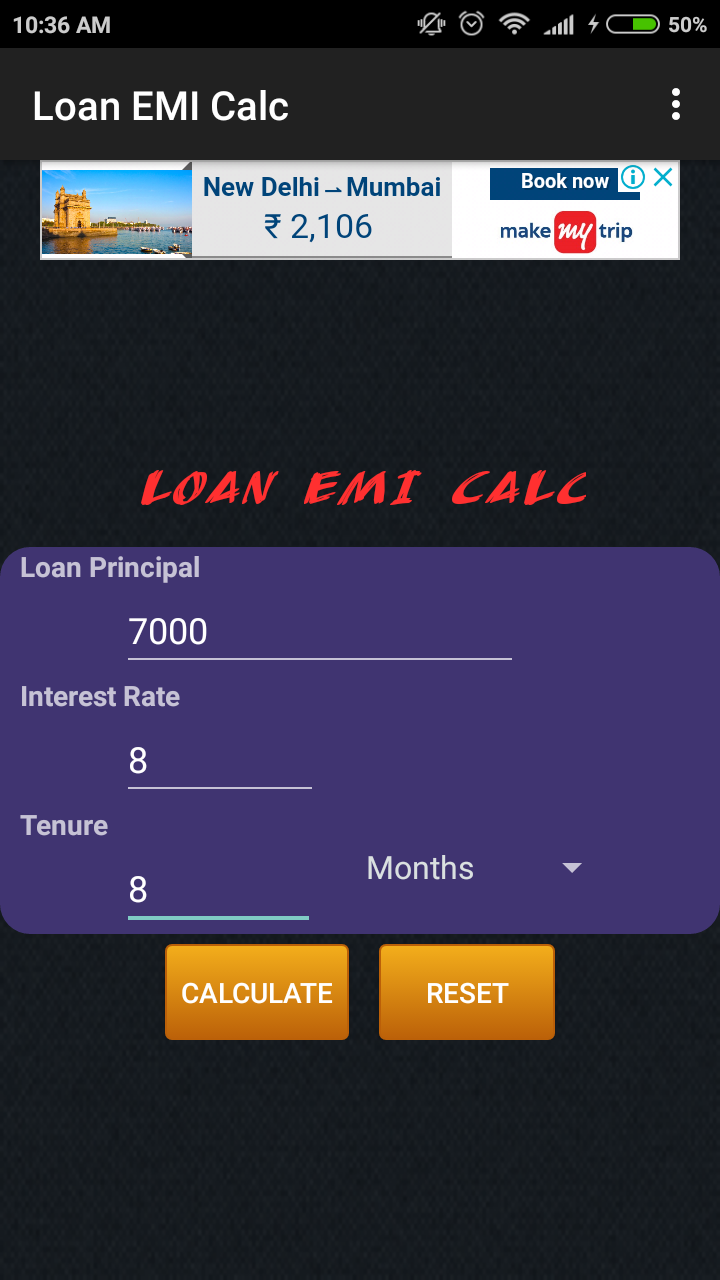 10:36 AM 50%
Loan EMI Calc
New Delhi → Mumbai
₹ 2,106
Book now
make my trip
LOAN EMI CALC
Loan Principal
7000
Interest Rate
8
Tenure
Months
8
CALCULATE RESET